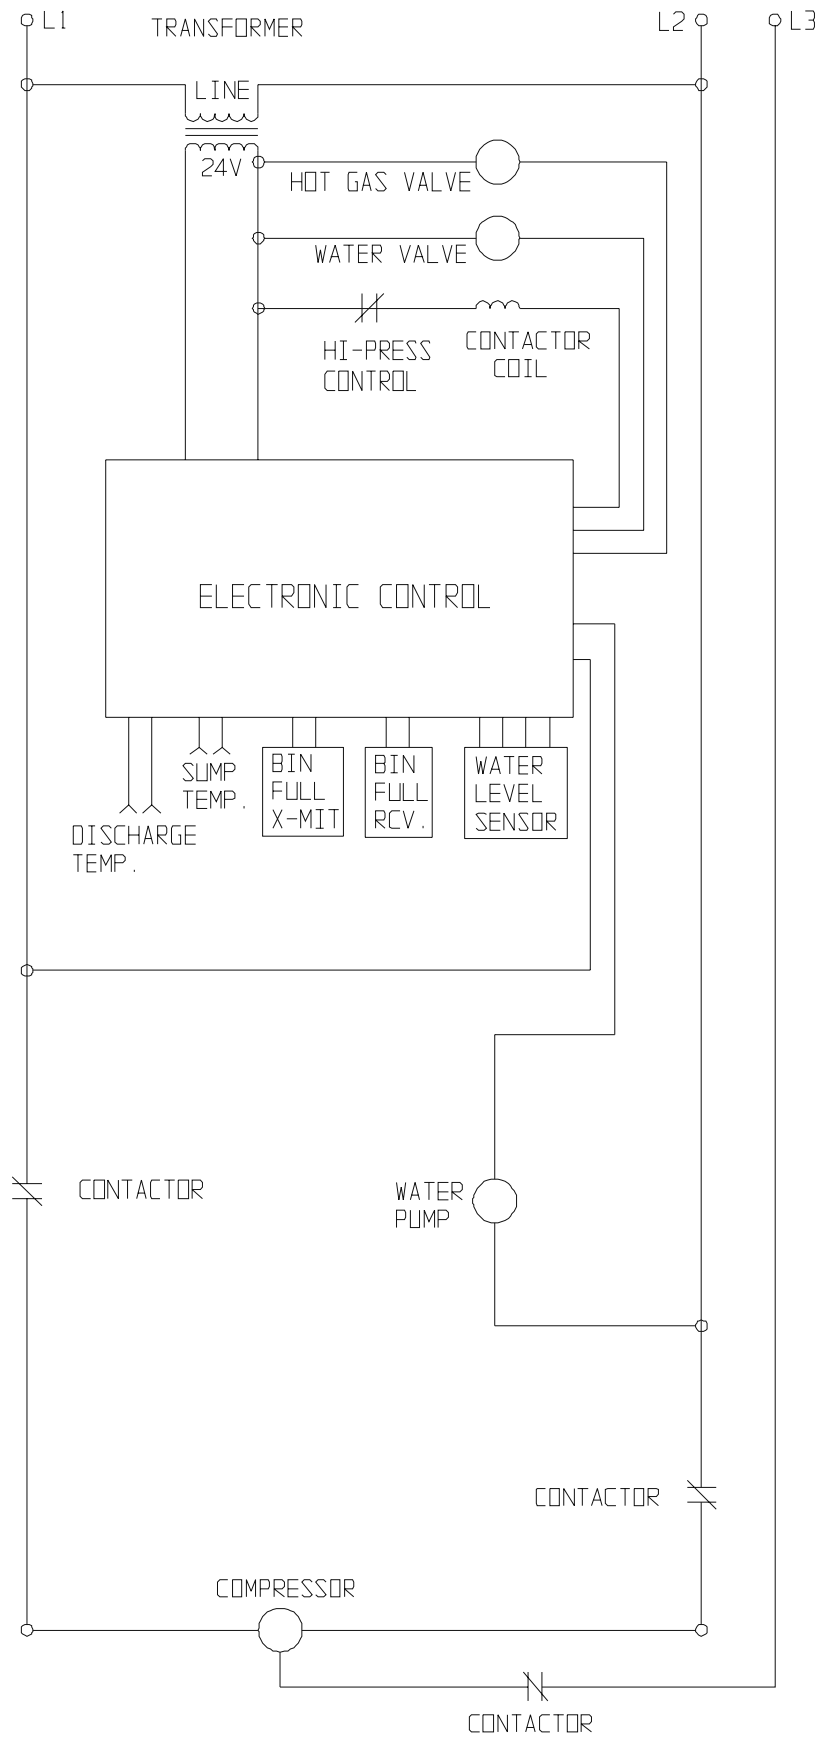 L1
TRANSFORMER
L2
L3
LINE
24V
HOT GAS VALVE
WATER VALVE
HI-PRESS
CONTROL
CONTACTOR
COIL
ELECTRONIC CONTROL
SUMP
TEMP.
BIN
FULL
X-MIT
BIN
FULL
RCV.
WATER
LEVEL
SENSOR
DISCHARGE
TEMP.
CONTACTOR
WATER
PUMP
CONTACTOR
COMPRESSOR
CONTACTOR